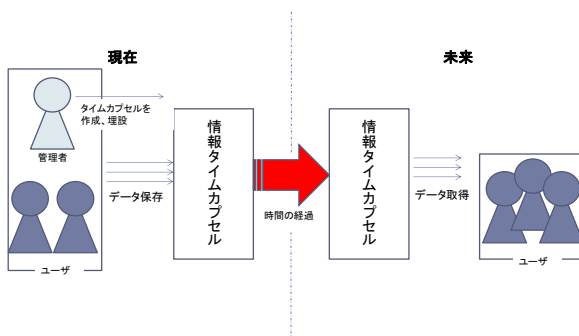 現在
未来
タイムカプセルを
作成、埋設
管理者
データ保存
ユーザ
情報タイムカプセル
時間の経過
情報タイムカプセル
データ取得
ユーザ